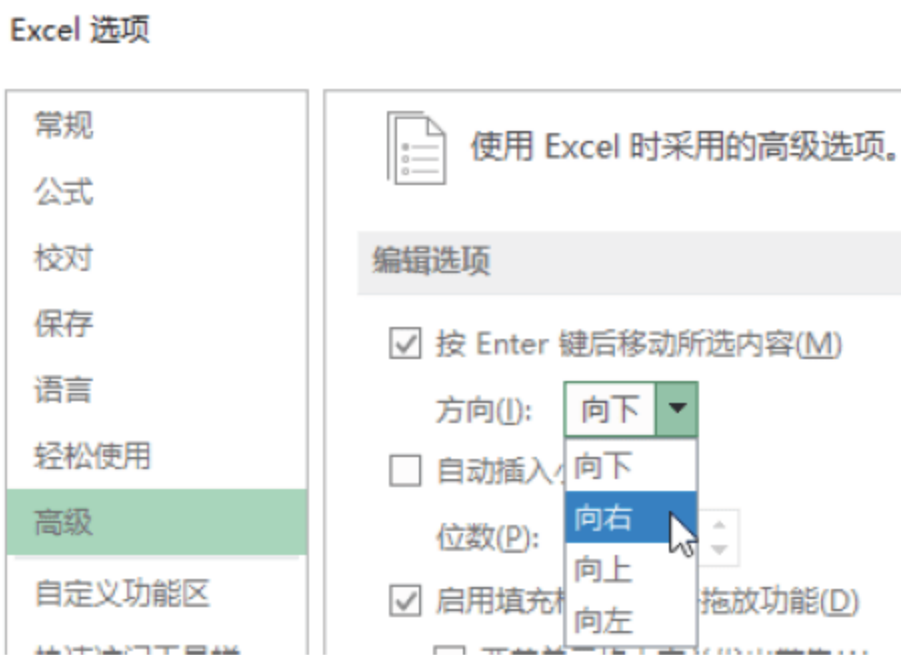 Excel 选项
常规
公式
校对
保存
语言
轻松使用
高级
自定义功能区
使用 Excel 时采用的高级选项。
编辑选项
按 Enter 键后移动所选内容(M)
方向(I): 向下
向下
向右
向上
向左
自动插入
位数(P):
启用填充 拖放功能(D)